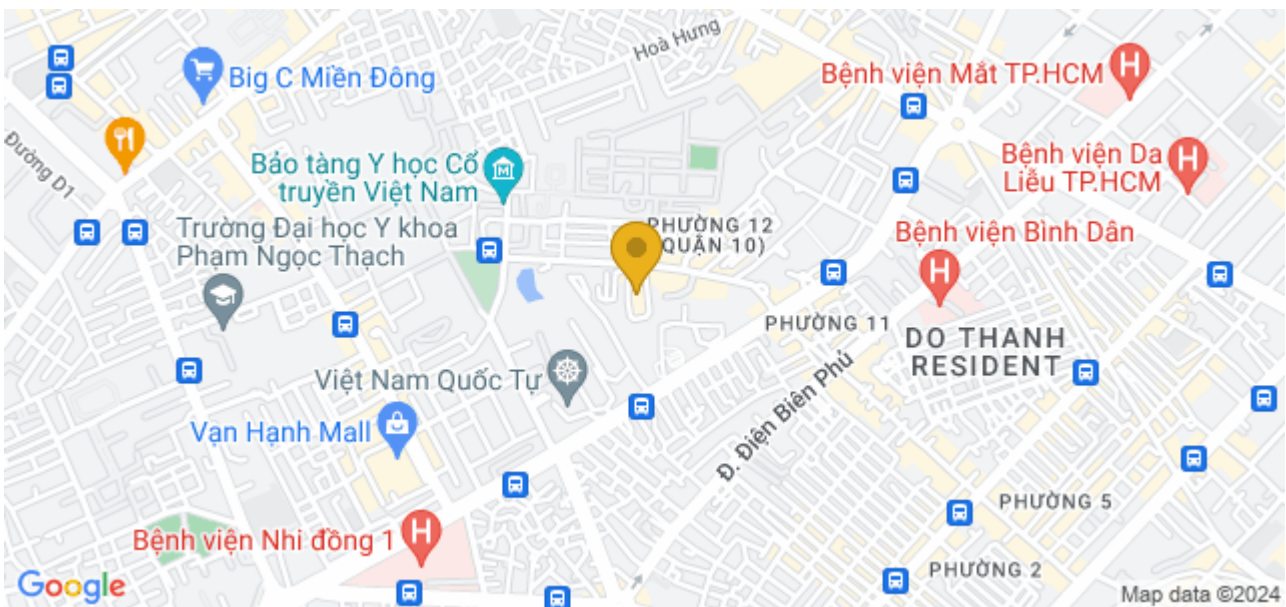 Hoà Hưng
Big C Miền Đông
Bệnh viện Mắt TP.HCM
Đường D1
Bảo tàng Y học Cổ
truyền Việt Nam
Bệnh viện Da
Liễu TP.HCM
Trường Đại học Y khoa
Phạm Ngọc Thạch
PHƯỜNG 12
(QUẬN 10)
Bệnh viện Bình Dân
PHƯỜNG 11
DO THANH
RESIDENT
Đ. Điện Biên Phủ
Việt Nam Quốc Tự
Vạn Hạnh Mall
PHƯỜNG 5
Bệnh viện Nhi đồng 1
PHƯỜNG 2
Google
Map data ©2024